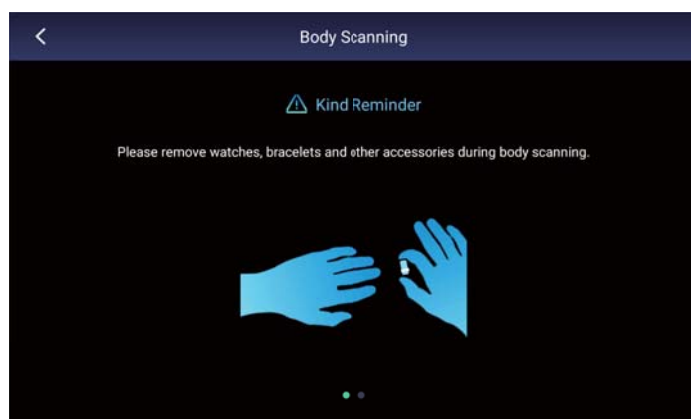 Body Scanning
Kind Reminder
Please remove watches, bracelets and other accessories during body scanning.